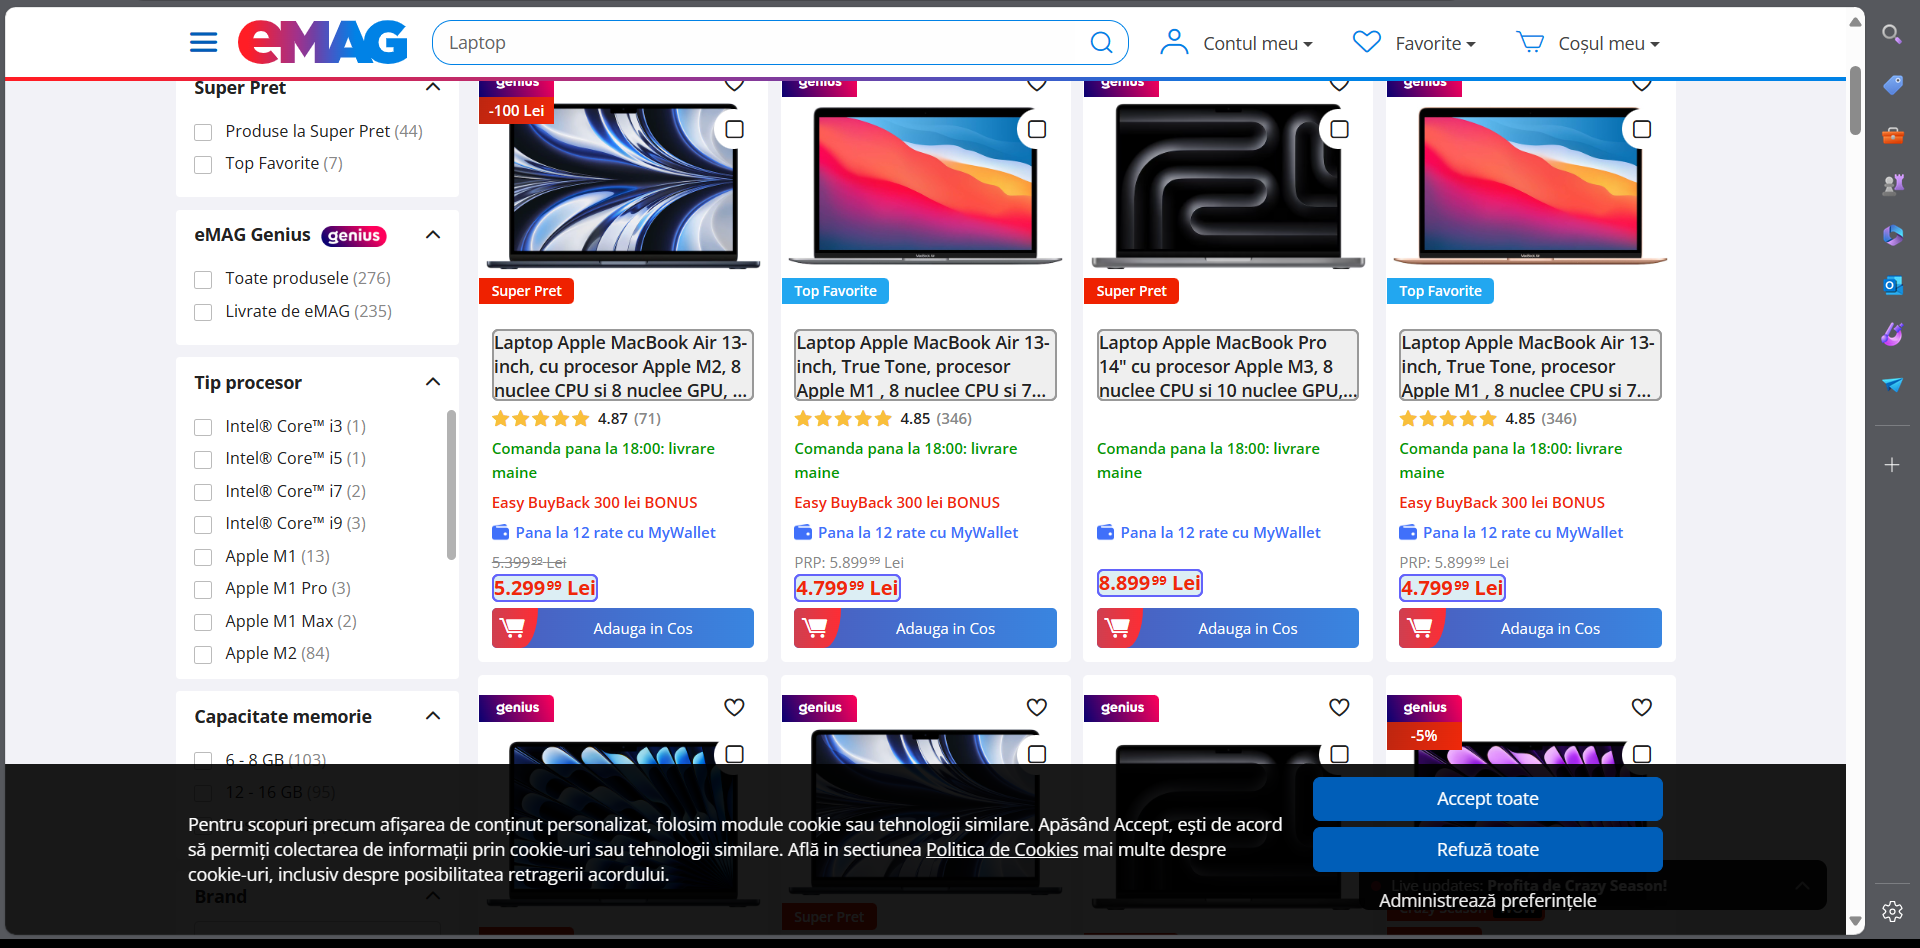 eMAG
Laptop
Contul meu
Favorite
Coșul meu
Super Pret
Produse la Super Pret (44)
Top Favorite (7)
eMAG Genius genius
Toate produsele (276)
Livrate de eMAG (235)
Tip procesor
Intel® Core™ i3 (1)
Intel® Core™ i5 (1)
Intel® Core™ i7 (2)
Intel® Core™ i9 (3)
Apple M1 (13)
Apple M1 Pro (3)
Apple M1 Max (2)
Apple M2 (84)
Capacitate memorie
6 - 8 GB (103)
12 - 16 GB (95)
Brand
genius
-100 Lei
Super Pret
Laptop Apple MacBook Air 13-
inch, cu procesor Apple M2, 8
nuclee CPU si 8 nuclee GPU, ...
4.87 (71)
Comanda pana la 18:00: livrare
maine
Easy BuyBack 300 lei BONUS
Pana la 12 rate cu MyWallet
5.399⁹⁹ Lei
5.299⁹⁹ Lei
Adauga in Cos
genius
Top Favorite
Laptop Apple MacBook Air 13-
inch, True Tone, procesor
Apple M1 , 8 nuclee CPU si 7...
4.85 (346)
Comanda pana la 18:00: livrare
maine
Easy BuyBack 300 lei BONUS
Pana la 12 rate cu MyWallet
PRP: 5.899⁹⁹ Lei
4.799⁹⁹ Lei
Adauga in Cos
genius
Super Pret
Laptop Apple MacBook Pro
14" cu procesor Apple M3, 8
nuclee CPU si 10 nuclee GPU,...
Comanda pana la 18:00: livrare
maine
Pana la 12 rate cu MyWallet
8.899⁹⁹ Lei
Adauga in Cos
genius
Top Favorite
Laptop Apple MacBook Air 13-
inch, True Tone, procesor
Apple M1 , 8 nuclee CPU si 7...
4.85 (346)
Comanda pana la 18:00: livrare
maine
Easy BuyBack 300 lei BONUS
Pana la 12 rate cu MyWallet
PRP: 5.899⁹⁹ Lei
4.799⁹⁹ Lei
Adauga in Cos
genius
genius
Super Pret
genius
genius
-5%
Pentru scopuri precum afișarea de conținut personalizat, folosim module cookie sau tehnologii similare. Apăsând Accept, ești de acord
să permiți colectarea de informații prin cookie-uri sau tehnologii similare. Află in sectiunea Politica de Cookies mai multe despre
cookie-uri, inclusiv despre posibilitatea retragerii acordului.
Accept toate
Refuză toate
Live updates: Profita de Crazy Season!
Administrează preferințele